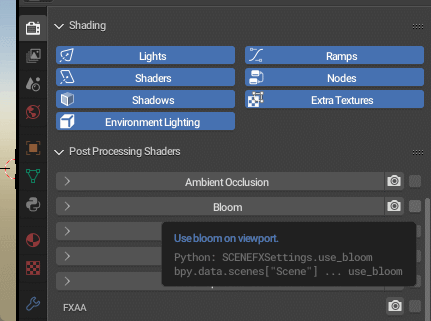 Shading
Lights
Ramps
Shaders
Nodes
Shadows
Extra Textures
Environment Lighting
Post Processing Shaders
Ambient Occlusion
Bloom
Use bloom on viewport.
Python: SCENEFXSettings.use_bloom
bpy.data.scenes["Scene"] ... use_bloom
FXAA